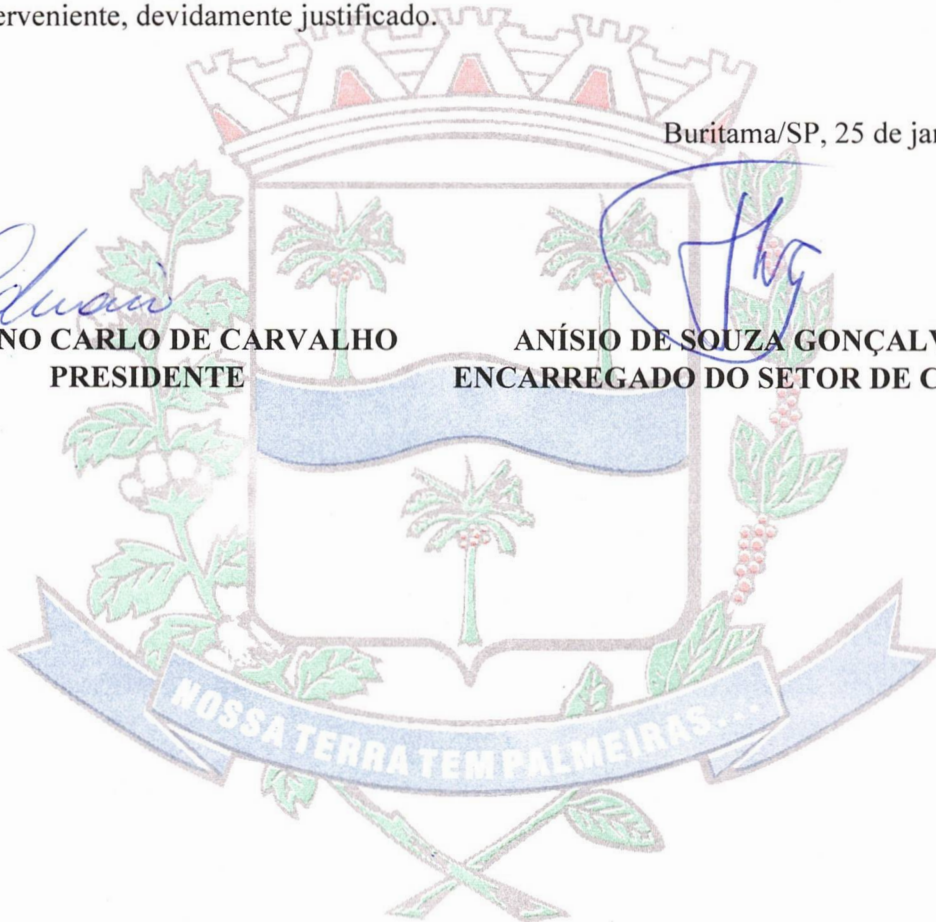 erveniente, devidamente justificado.
Buritama/SP, 25 de jan
NO CARLO DE CARVALHO
PRESIDENTE
ANÍSIO DE SOUZA GONÇALV
ENCARREGADO DO SETOR DE C
NOSSA TERRA TEM PALMEIRAS...